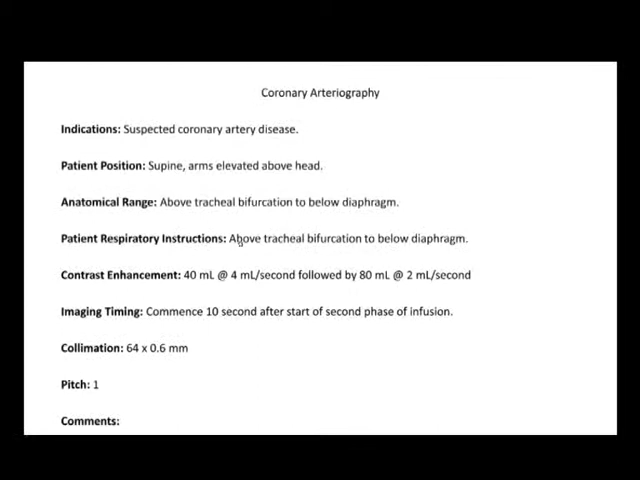 Coronary Arteriography
Indications: Suspected coronary artery disease.
Patient Position: Supine, arms elevated above head.
Anatomical Range: Above tracheal bifurcation to below diaphragm.
Patient Respiratory Instructions: Above tracheal bifurcation to below diaphragm.
Contrast Enhancement: 40 mL @ 4 mL/second followed by 80 mL @ 2 mL/second
Imaging Timing: Commence 10 second after start of second phase of infusion.
Collimation: 64 x 0.6 mm
Pitch: 1
Comments: